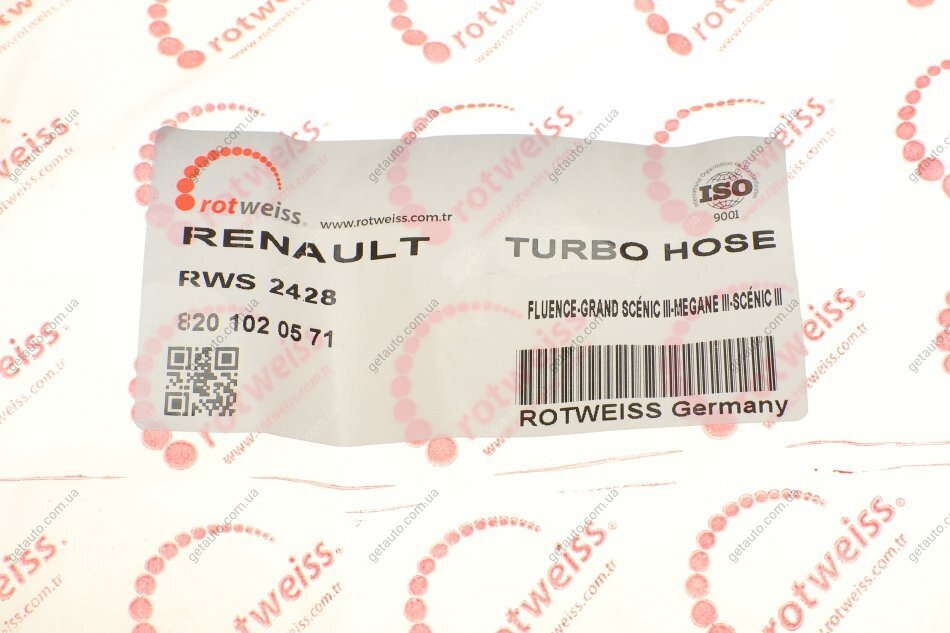 rotweiss
www.rotweiss.com.tr
RENAULT
RWS 2428
820 102 05 71
ISO
9001
TURBO HOSE
FLUENCE-GRAND SCÉNIC III-MEGANE III-SCÉNIC III
ROTWEISS Germany